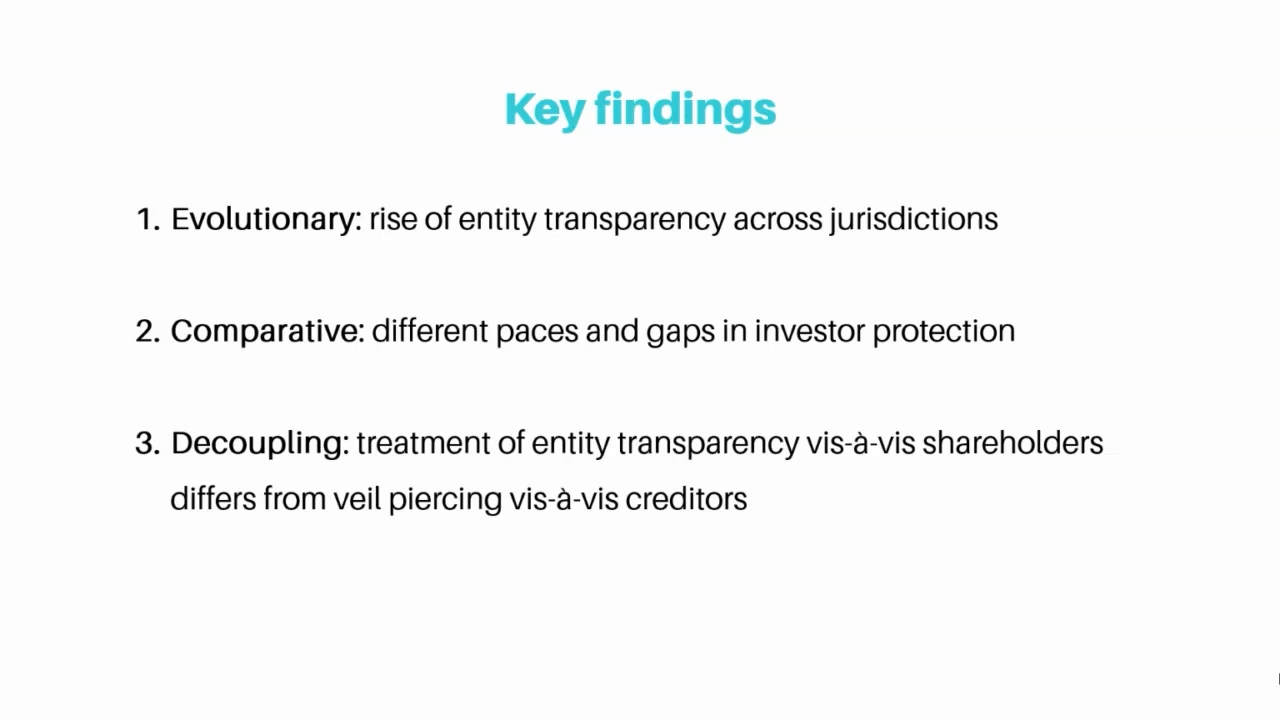 Key findings
1. Evolutionary: rise of entity transparency across jurisdictions
2. Comparative: different paces and gaps in investor protection
3. Decoupling: treatment of entity transparency vis-à-vis shareholders
differs from veil piercing vis-à-vis creditors